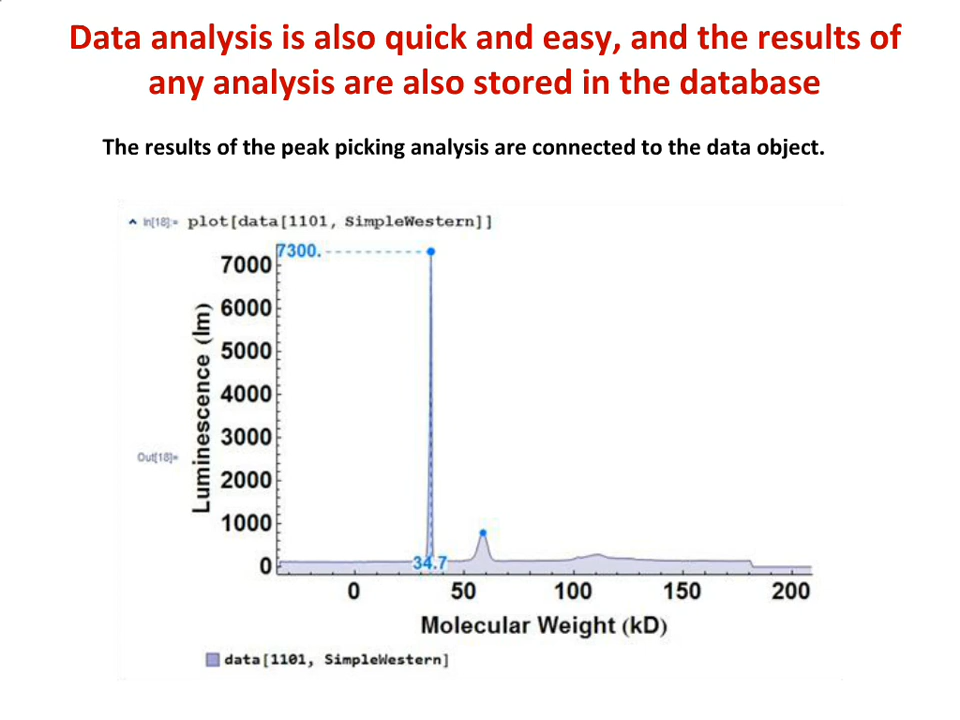 Data analysis is also quick and easy, and the results of
any analysis are also stored in the database
The results of the peak picking analysis are connected to the data object.
In[18]:= plot[data[1101, SimpleWestern]]
7300.
7000
6000
5000
4000
3000
2000
1000
0
Luminescence (lm)
Out[18]=
34.7
0 50 100 150 200
Molecular Weight (kD)
data[1101, SimpleWestern]